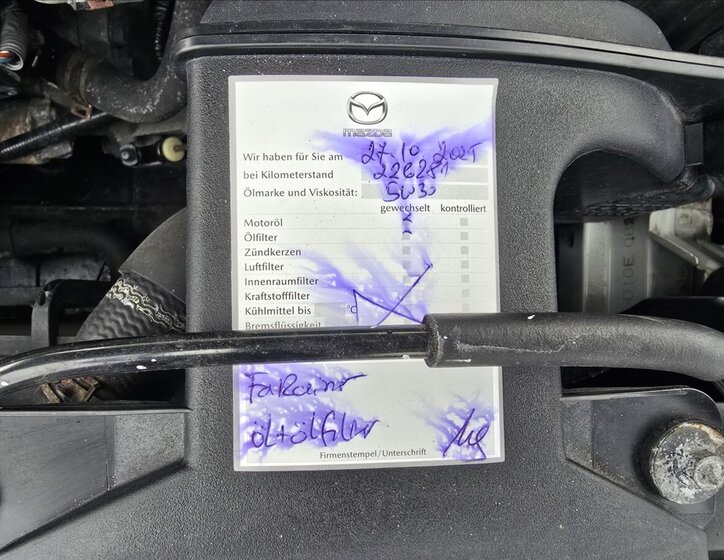 mazda
Wir haben für Sie am 27.10.2025
bei Kilometerstand 226281
Ölmarke und Viskosität: 5W30
gewechselt kontrolliert
Motoröl
Ölfilter
Zündkerzen
Luftfilter
Innenraumfilter
Kraftstofffilter
Kühlmittel bis °C
Bremsflüssigkeit
öl+ölfilter
Firmenstempel/Unterschrift